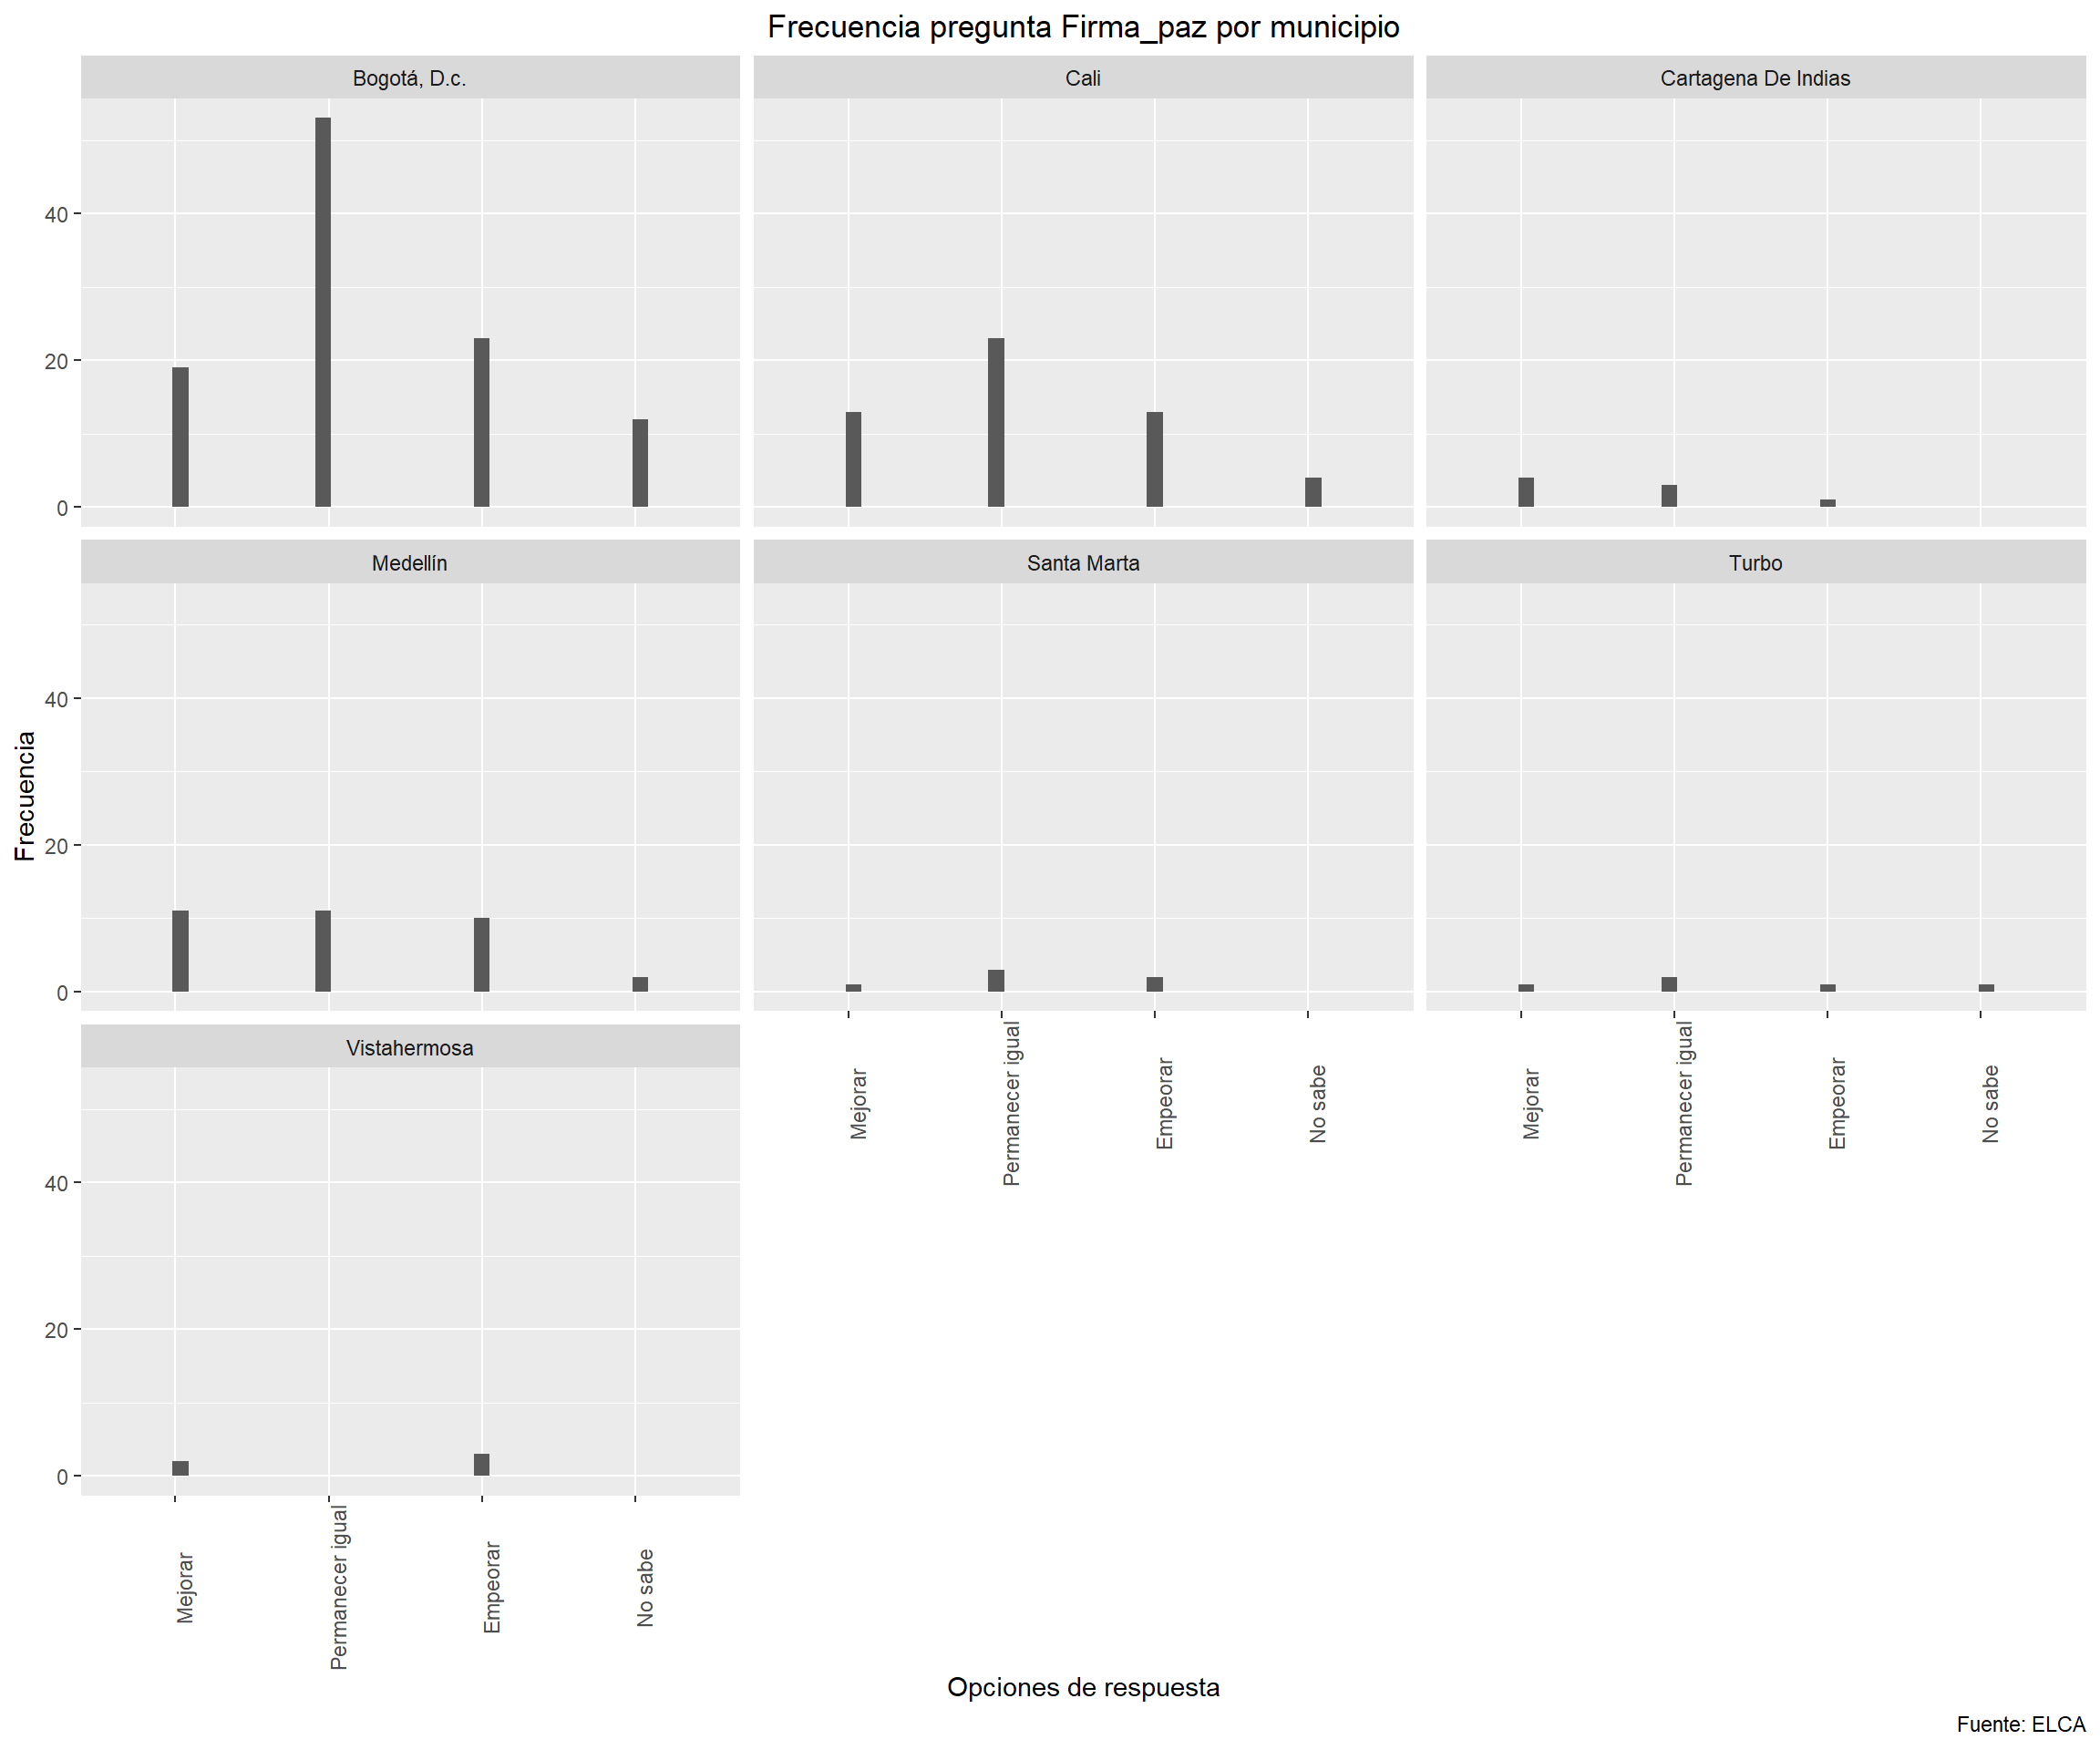 Frecuencia pregunta Firma_paz por municipio
Bogotá, D.c.
Cali
Cartagena De Indias
40
20
0
Medellín
Santa Marta
Turbo
40
20
0
Frecuencia
Mejorar
Permanecer igual
Empeorar
No sabe
Mejorar
Permanecer igual
Empeorar
No sabe
Vistahermosa
40
20
0
Mejorar
Permanecer igual
Empeorar
No sabe
Opciones de respuesta
Fuente: ELCA